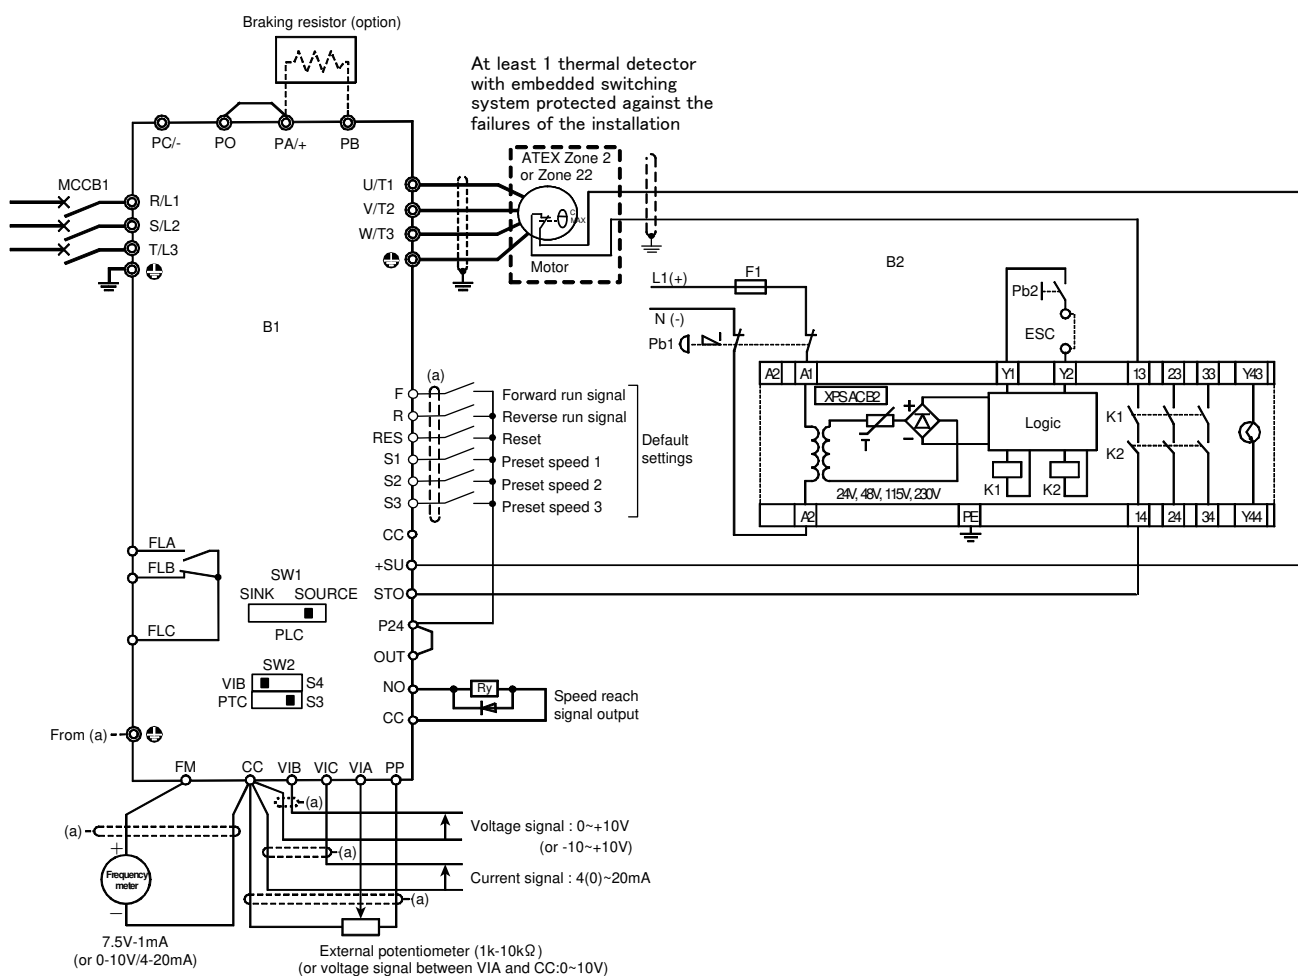 Braking resistor (option)
At least 1 thermal detector
with embedded switching
system protected against the
failures of the installation
PC/-
PO
PA/+
PB
ATEX Zone 2
or Zone 22
MCCB1
R/L1
S/L2
T/L3
U/T1
V/T2
W/T3
MAX
Motor
B1
B2
L1(+)
F1
N (-)
Pb1
Pb2
ESC
A2
A1
Y1
Y2
13
23
33
Y43
XPSACB2
T
+
−
Logic
K1
K2
K1
K2
24V, 48V, 115V, 230V
A2
PE
14
24
34
Y44
(a)
F
R
RES
S1
S2
S3
CC
+SU
STO
P24
OUT
NO
CC
Forward run signal
Reverse run signal
Reset
Preset speed 1
Preset speed 2
Preset speed 3
Default
settings
FLA
FLB
FLC
SW1
SINK
SOURCE
PLC
SW2
VIB
S4
PTC
S3
Ry
Speed reach
signal output
From (a)
FM
CC
VIB
VIC
VIA
PP
(a)
(a)
(a)
(a)
Voltage signal : 0~+10V
(or -10~+10V)
Current signal : 4(0)~20mA
+
Frequency
meter
−
7.5V-1mA
(or 0-10V/4-20mA)
External potentiometer (1k-10kΩ)
(or voltage signal between VIA and CC:0~10V)